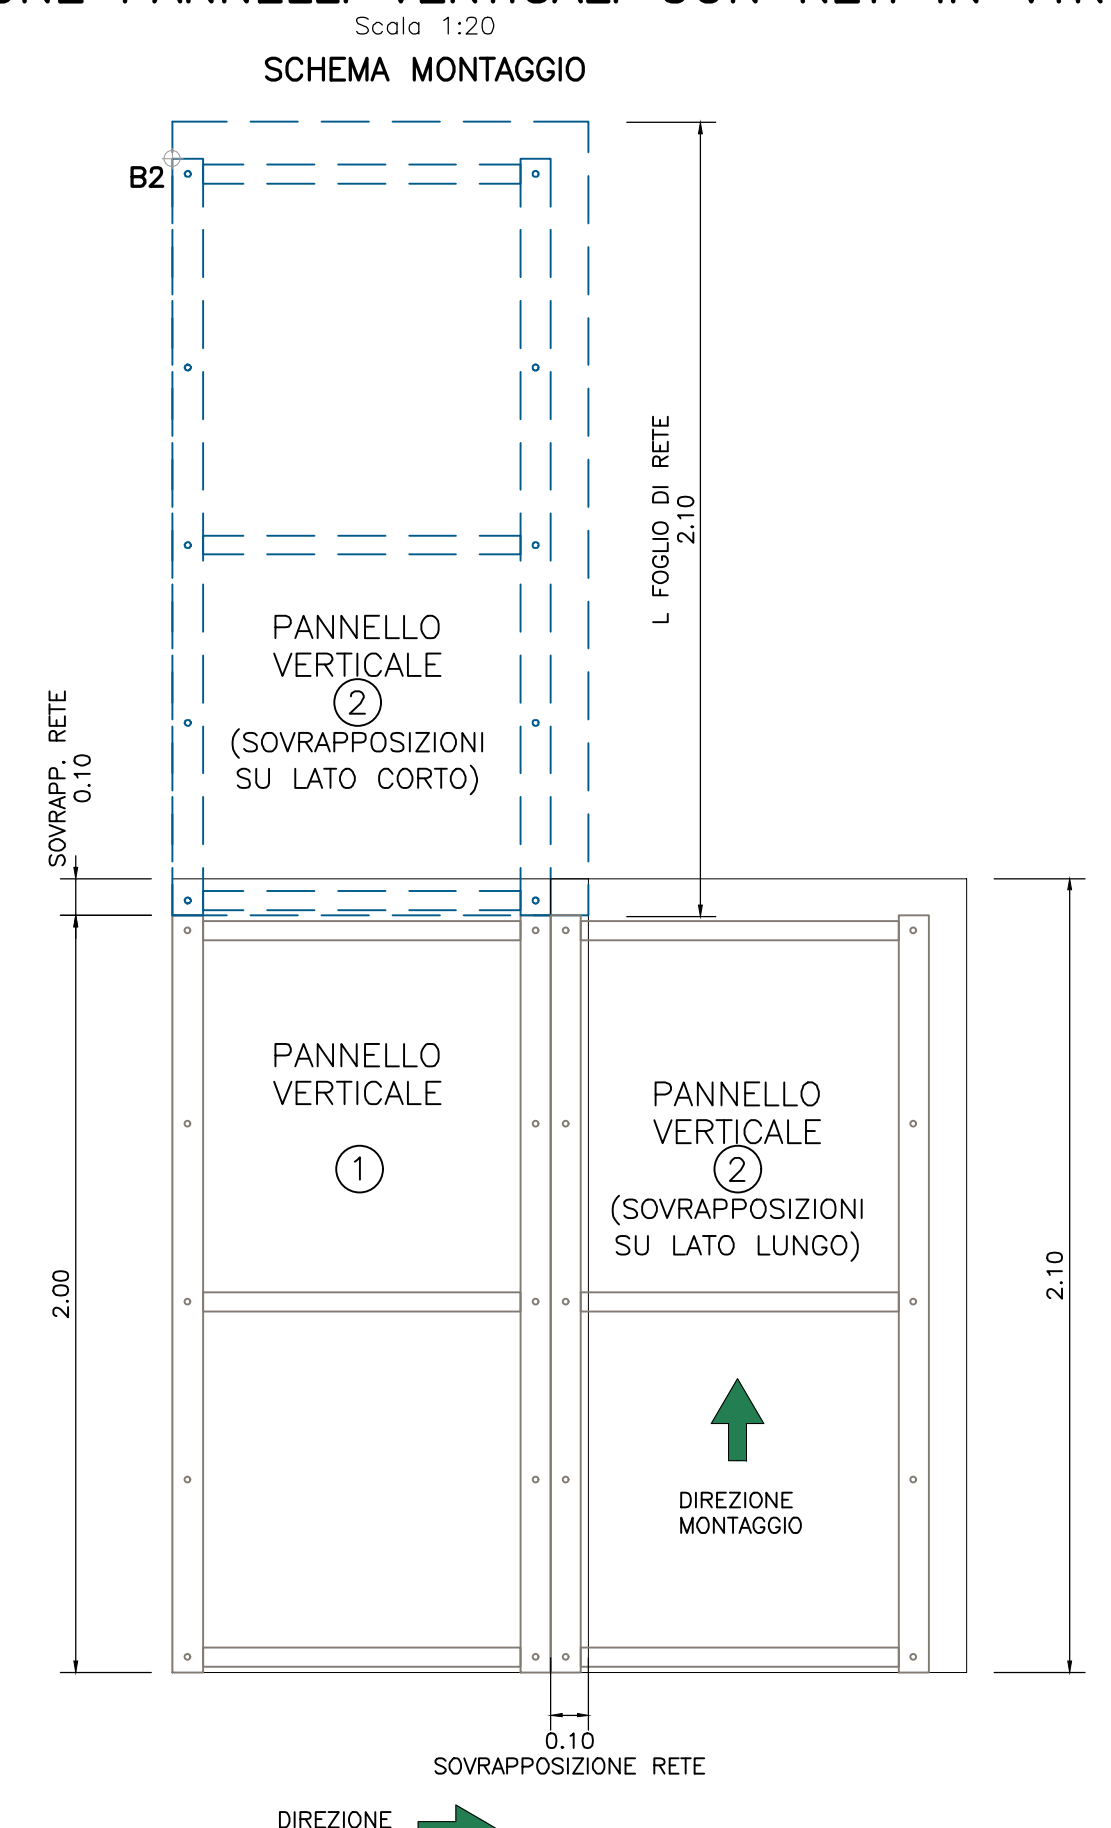 Scala 1:20
SCHEMA MONTAGGIO
B2
L FOGLIO DI RETE
2.10
PANNELLO
VERTICALE
2
(SOVRAPPOSIZIONI
SU LATO CORTO)
SOVRAPP. RETE
0.10
PANNELLO
VERTICALE
1
PANNELLO
VERTICALE
2
(SOVRAPPOSIZIONI
SU LATO LUNGO)
2.00
2.10
DIREZIONE
MONTAGGIO
0.10
SOVRAPPOSIZIONE RETE
DIREZIONE